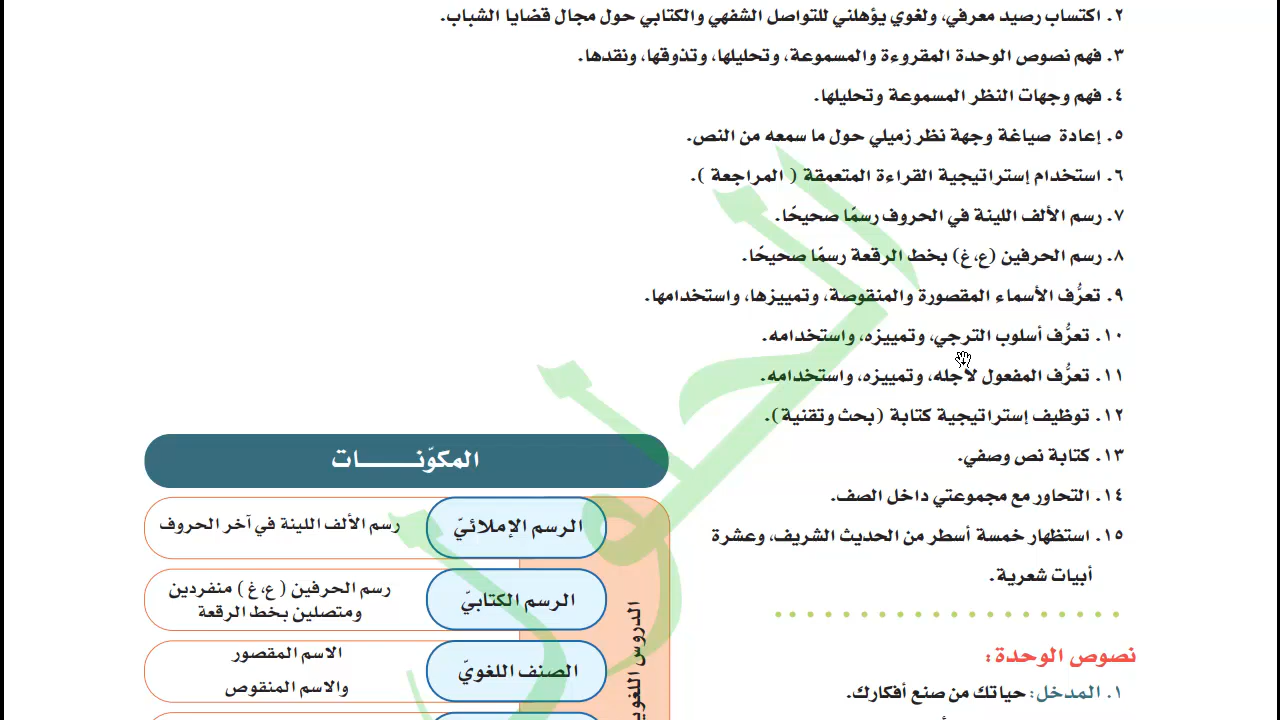 ٢. اكتساب رصيد معرفي، ولغوي يؤهلني للتواصل الشفهي والكتابي حول مجال قضايا الشباب.
٣. فهم نصوص الوحدة المقروءة والمسموعة، وتحليلها، وتذوقها، ونقدها.
٤. فهم وجهات النظر المسموعة وتحليلها.
٥. إعادة صياغة وجهة نظر زميلي حول ما سمعه من النص.
٦. استخدام إستراتيجية القراءة المتعمقة ( المراجعة ).
٧. رسم الألف اللينة في الحروف رسمًا صحيحًا.
٨. رسم الحرفين (ع، غ) بخط الرقعة رسمًا صحيحًا.
٩. تعرُّف الأسماء المقصورة والمنقوصة، وتمييزها، واستخدامها.
١٠. تعرُّف أسلوب الترجي، وتمييزه، واستخدامه.
١١. تعرُّف المفعول لأجله، وتمييزه، واستخدامه.
١٢. توظيف إستراتيجية كتابة (بحث وتقنية).
١٣. كتابة نص وصفي.
١٤. التحاور مع مجموعتي داخل الصف.
١٥. استظهار خمسة أسطر من الحديث الشريف، وعشرة
أبيات شعرية.
نصوص الوحدة:
١. المدخل: حياتك من صنع أفكارك.
المكوّنـــــــات
الرسم الإملائيّ
رسم الألف اللينة في آخر الحروف
الرسم الكتابيّ
رسم الحرفين ( ع، غ ) منفردين
ومتصلين بخط الرقعة
الصنف اللغويّ
الاسم المقصور
والاسم المنقوص
الدروس
الحلول